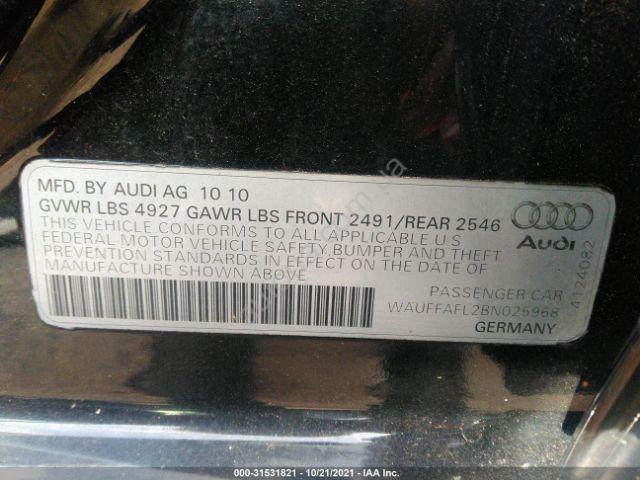 MFD. BY AUDI AG 10 10
GVWR LBS 4927 GAWR LBS FRONT 2491/REAR 2546
THIS VEHICLE CONFORMS TO ALL APPLICABLE U S
FEDERAL MOTOR VEHICLE SAFETY, BUMPER AND THEFT
PREVENTION STANDARDS IN EFFECT ON THE DATE OF
MANUFACTURE SHOWN ABOVE
Audi
4124082
PASSENGER CAR
WAUFFAFL2BN025968
GERMANY
000-31531821 - 10/21/2021 - IAA Inc.